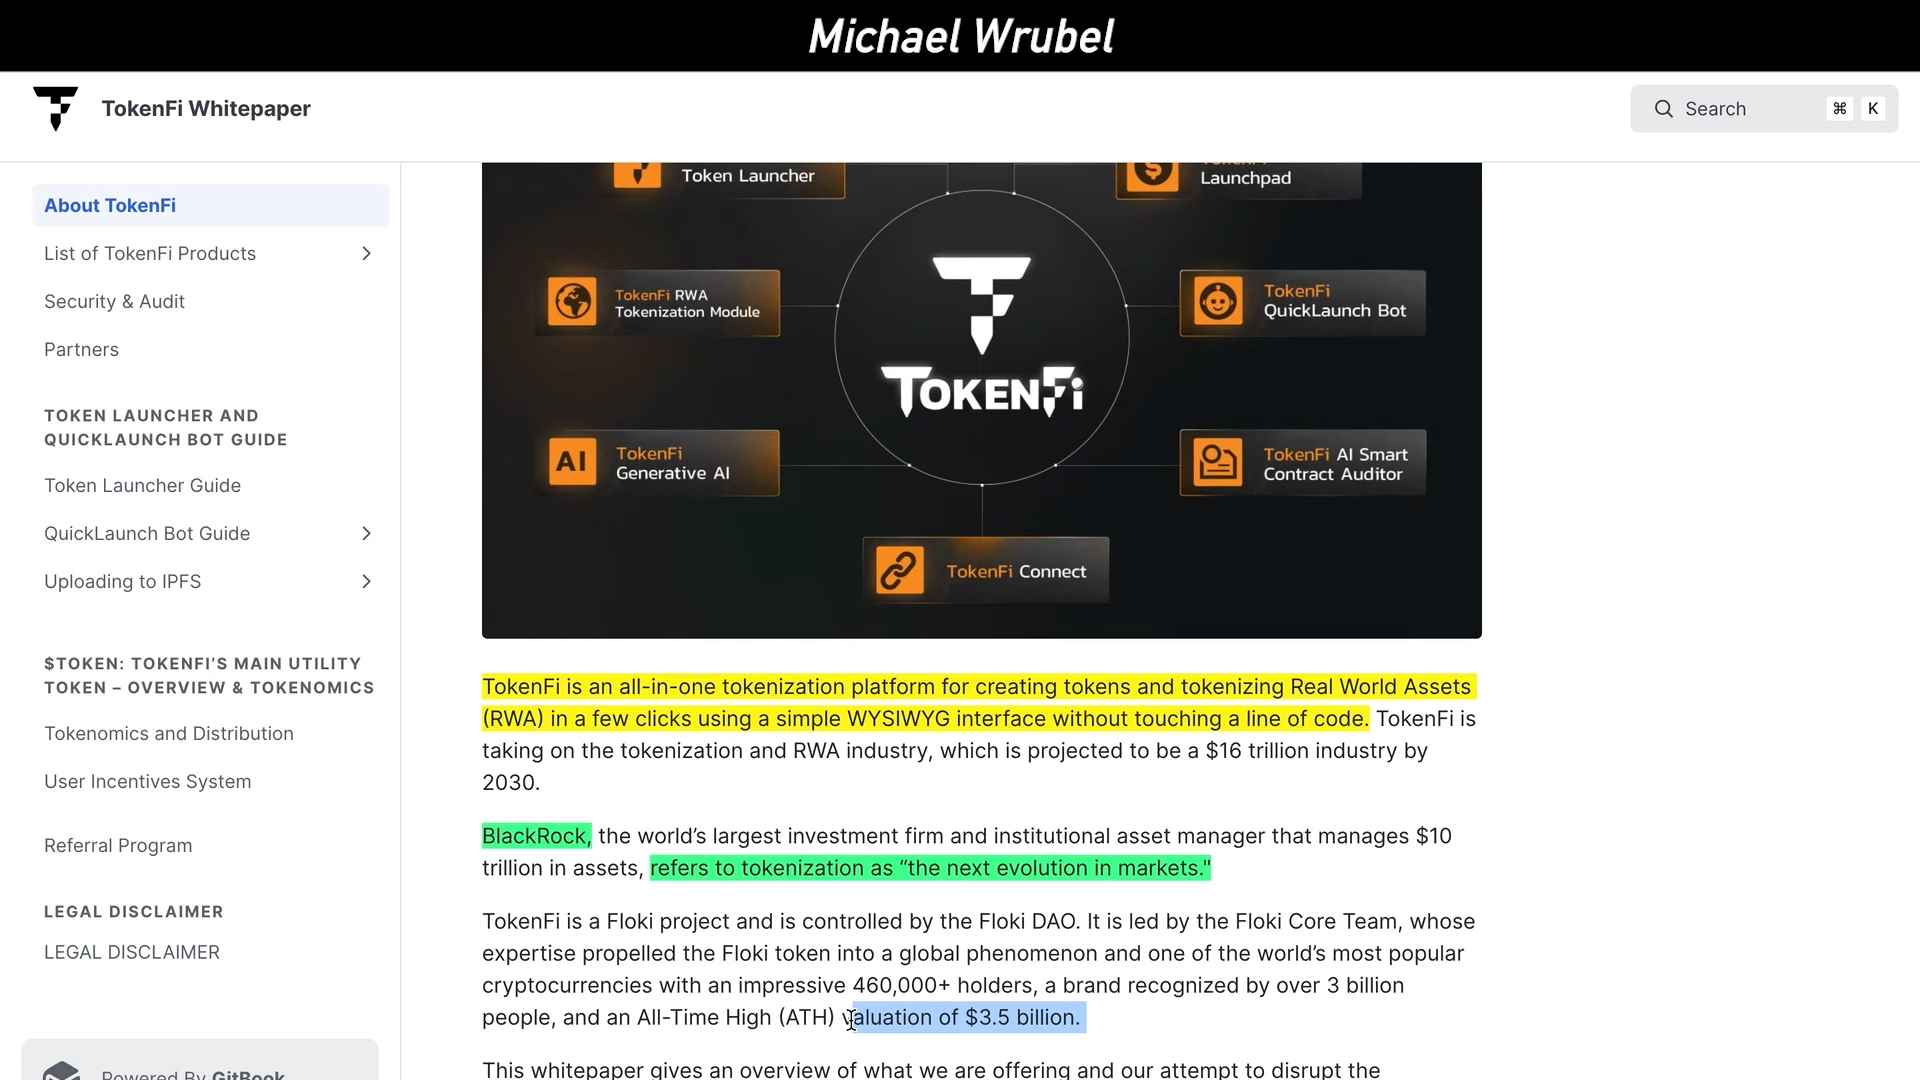 Michael Wrubel
TokenFi Whitepaper
Search
⌘ K
About TokenFi
List of TokenFi Products
Security & Audit
Partners
TOKEN LAUNCHER AND
QUICKLAUNCH BOT GUIDE
Token Launcher Guide
QuickLaunch Bot Guide
Uploading to IPFS
$TOKEN: TOKENFI’S MAIN UTILITY
TOKEN – OVERVIEW & TOKENOMICS
Tokenomics and Distribution
User Incentives System
Referral Program
LEGAL DISCLAIMER
LEGAL DISCLAIMER
Powered By GitBook
Token Launcher
TokenFi
Launchpad
TokenFi RWA
Tokenization Module
TokenFi
QuickLaunch Bot
TOKENFi
AI
TokenFi
Generative AI
TokenFi AI Smart
Contract Auditor
TokenFi Connect
TokenFi is an all-in-one tokenization platform for creating tokens and tokenizing Real World Assets
(RWA) in a few clicks using a simple WYSIWYG interface without touching a line of code. TokenFi is
taking on the tokenization and RWA industry, which is projected to be a $16 trillion industry by
2030.
BlackRock, the world’s largest investment firm and institutional asset manager that manages $10
trillion in assets, refers to tokenization as “the next evolution in markets."
TokenFi is a Floki project and is controlled by the Floki DAO. It is led by the Floki Core Team, whose
expertise propelled the Floki token into a global phenomenon and one of the world’s most popular
cryptocurrencies with an impressive 460,000+ holders, a brand recognized by over 3 billion
people, and an All-Time High (ATH) valuation of $3.5 billion.
This whitepaper gives an overview of what we are offering and our attempt to disrupt the